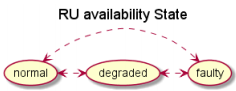 RU availability State
normal
degraded
faulty